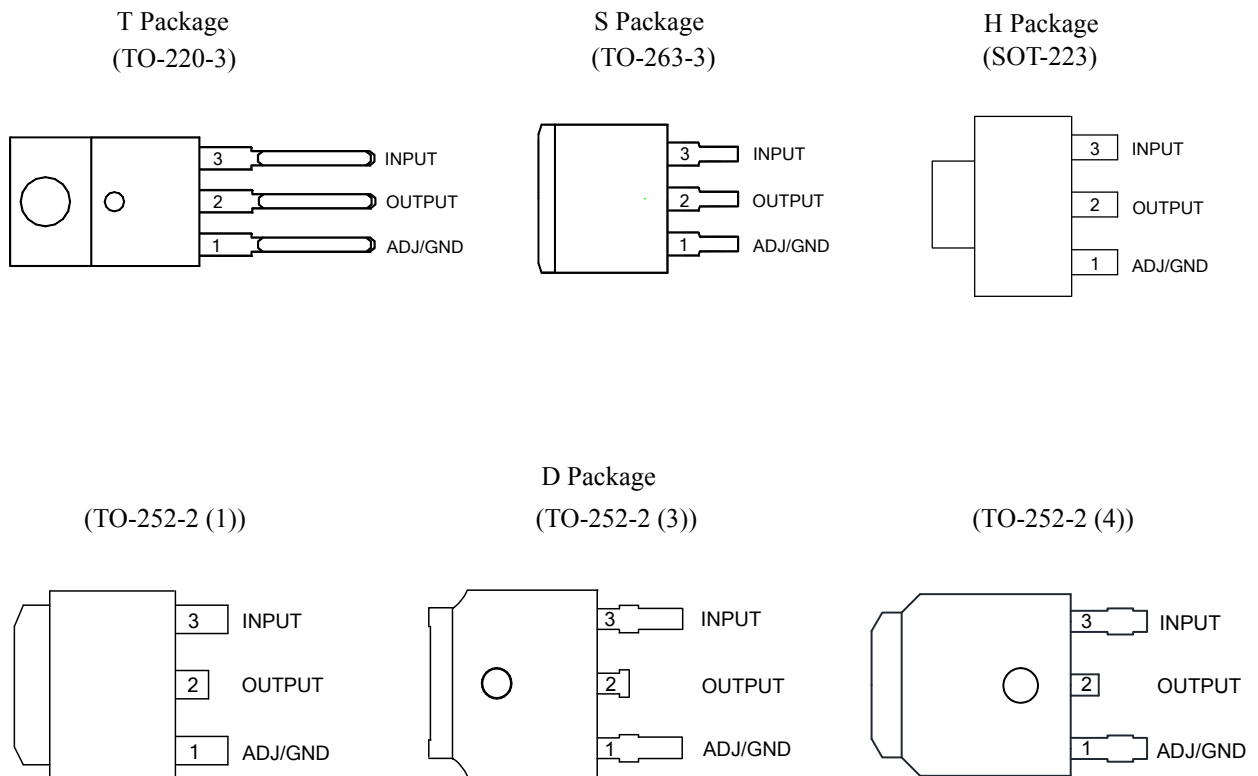 T Package
(TO-220-3)
3 INPUT
2 OUTPUT
1 ADJ/GND
S Package
(TO-263-3)
3 INPUT
2 OUTPUT
1 ADJ/GND
H Package
(SOT-223)
3 INPUT
2 OUTPUT
1 ADJ/GND
D Package
(TO-252-2 (1))
3 INPUT
2 OUTPUT
1 ADJ/GND
(TO-252-2 (3))
3 INPUT
2 OUTPUT
1 ADJ/GND
(TO-252-2 (4))
3 INPUT
2 OUTPUT
1 ADJ/GND